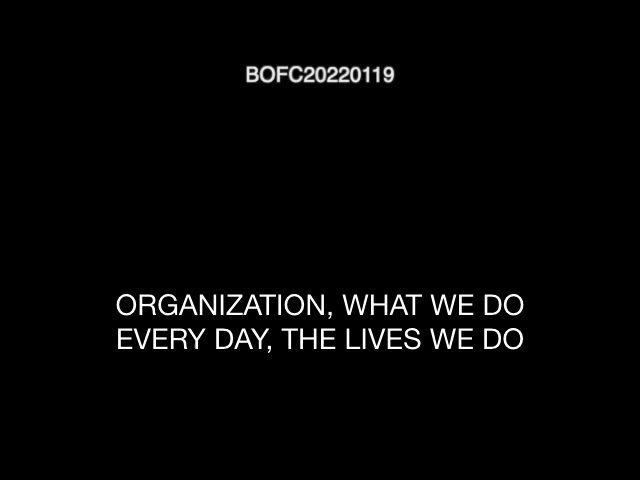 BOFC20220119
ORGANIZATION, WHAT WE DO
EVERY DAY, THE LIVES WE DO